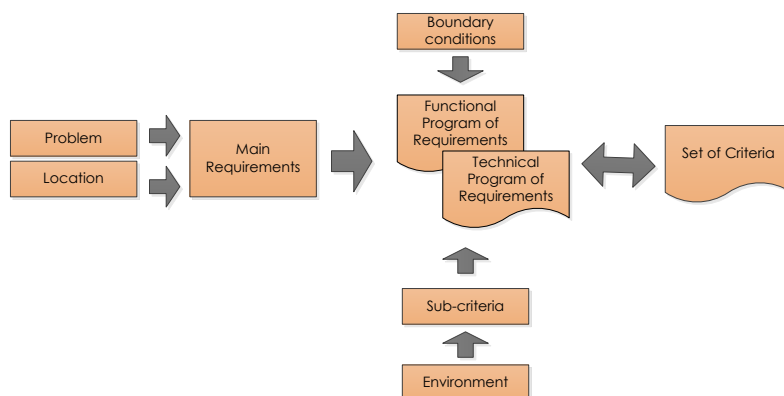 Boundary
conditions
Problem
Location
Main
Requirements
Functional
Program of
Requirements
Technical
Program of
Requirements
Set of Criteria
Sub-criteria
Environment